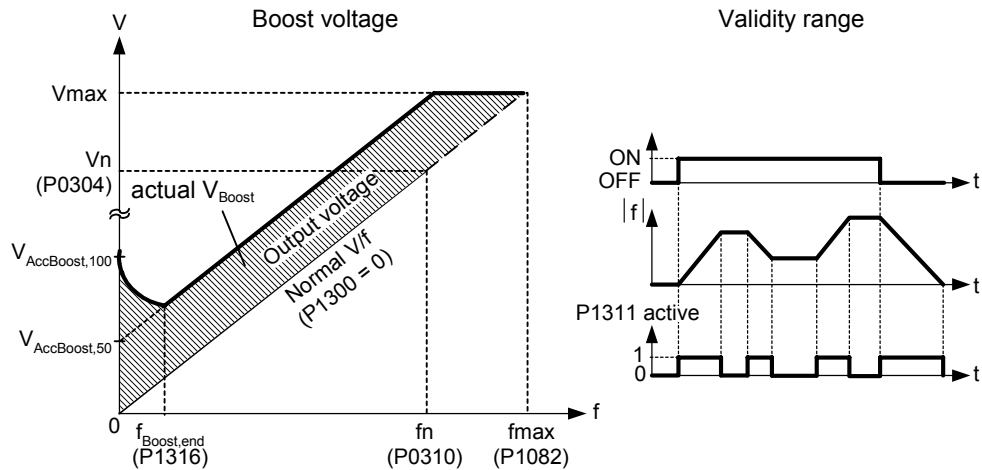 Boost voltage
V
Vmax
Vn
(P0304)
actual VBoost
VAccBoost,100
VAccBoost,50
Output voltage
Normal V/f
(P1300 = 0)
0
f
fBoost,end
(P1316)
fn
(P0310)
fmax
(P1082)
Validity range
ON
OFF
t
|f|
t
P1311 active
1
0
t